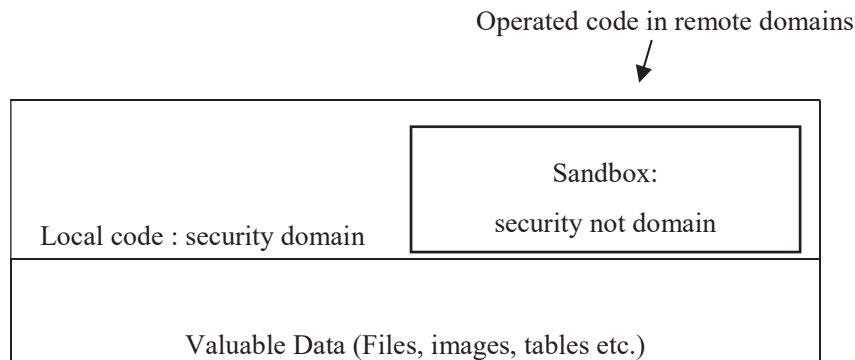 Operated code in remote domains
Sandbox:
security not domain
Local code : security domain
Valuable Data (Files, images, tables etc.)